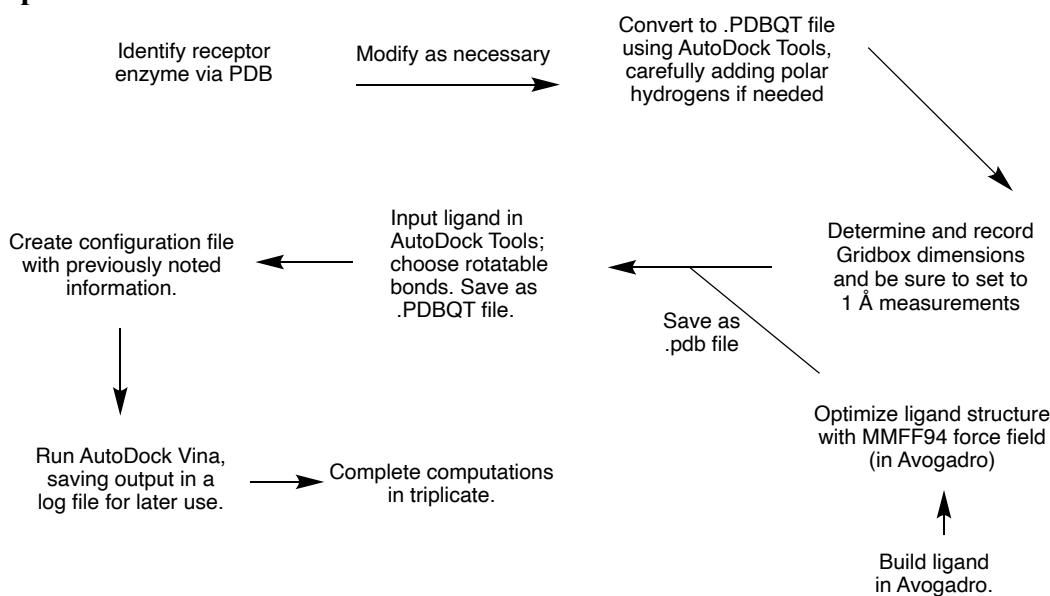 Identify receptor
enzyme via PDB
Modify as necessary
Convert to .PDBQT file
using AutoDock Tools,
carefully adding polar
hydrogens if needed
Determine and record
Gridbox dimensions
and be sure to set to
1 Å measurements
Input ligand in
AutoDock Tools;
choose rotatable
bonds. Save as
.PDBQT file.
Save as
.pdb file
Create configuration file
with previously noted
information.
Optimize ligand structure
with MMFF94 force field
(in Avogadro)
Build ligand
in Avogadro.
Run AutoDock Vina,
saving output in a
log file for later use.
Complete computations
in triplicate.